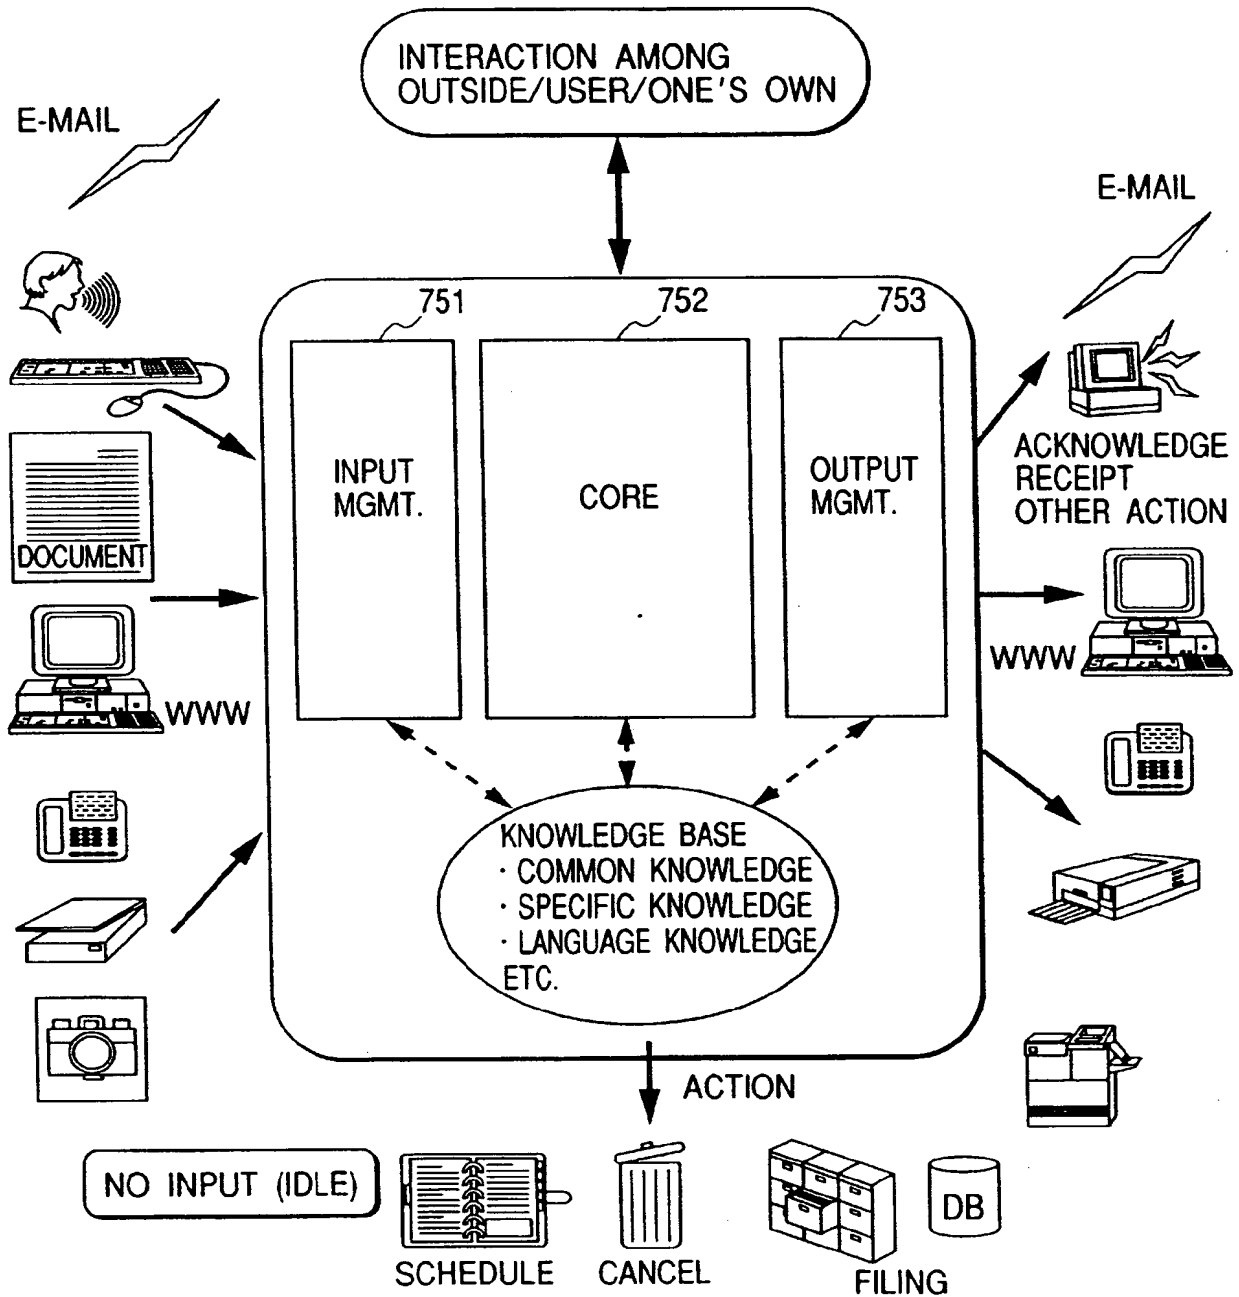 INTERACTION AMONG
OUTSIDE/USER/ONE'S OWN
E-MAIL
E-MAIL
751
752
753
INPUT
MGMT.
CORE
OUTPUT
MGMT.
ACKNOWLEDGE
RECEIPT
OTHER ACTION
DOCUMENT
WWW
WWW
KNOWLEDGE BASE
· COMMON KNOWLEDGE
· SPECIFIC KNOWLEDGE
· LANGUAGE KNOWLEDGE
ETC.
ACTION
NO INPUT (IDLE)
SCHEDULE
CANCEL
FILING
DB